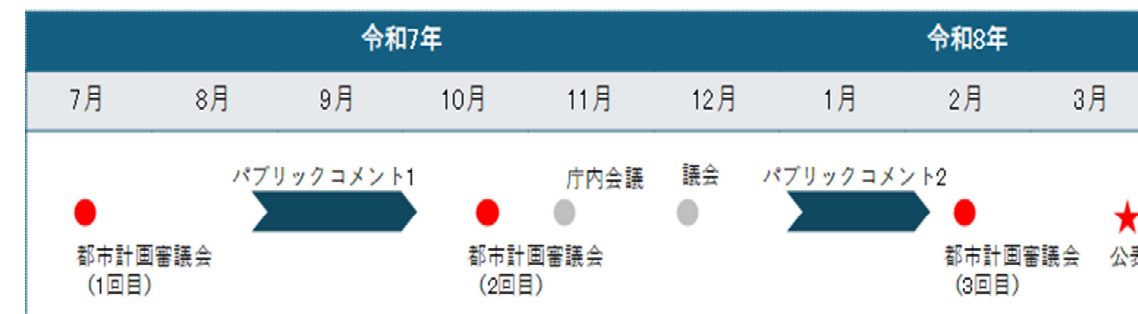 令和7年 令和8年
7月 8月 9月 10月 11月 12月 1月 2月 3月
パブリックコメント1 庁内会議 議会 パブリックコメント2
都市計画審議会 都市計画審議会 都市計画審議会 公表
(1回目) (2回目) (3回目)